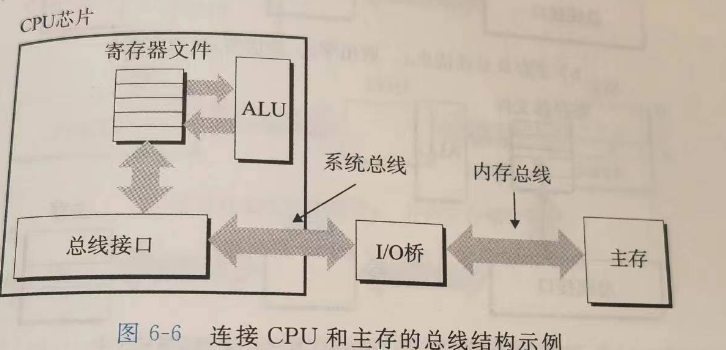 CPU芯片
寄存器文件
ALU
系统总线
内存总线
总线接口
I/O桥
主存
图 6-6 连接 CPU 和主存的总线结构示例